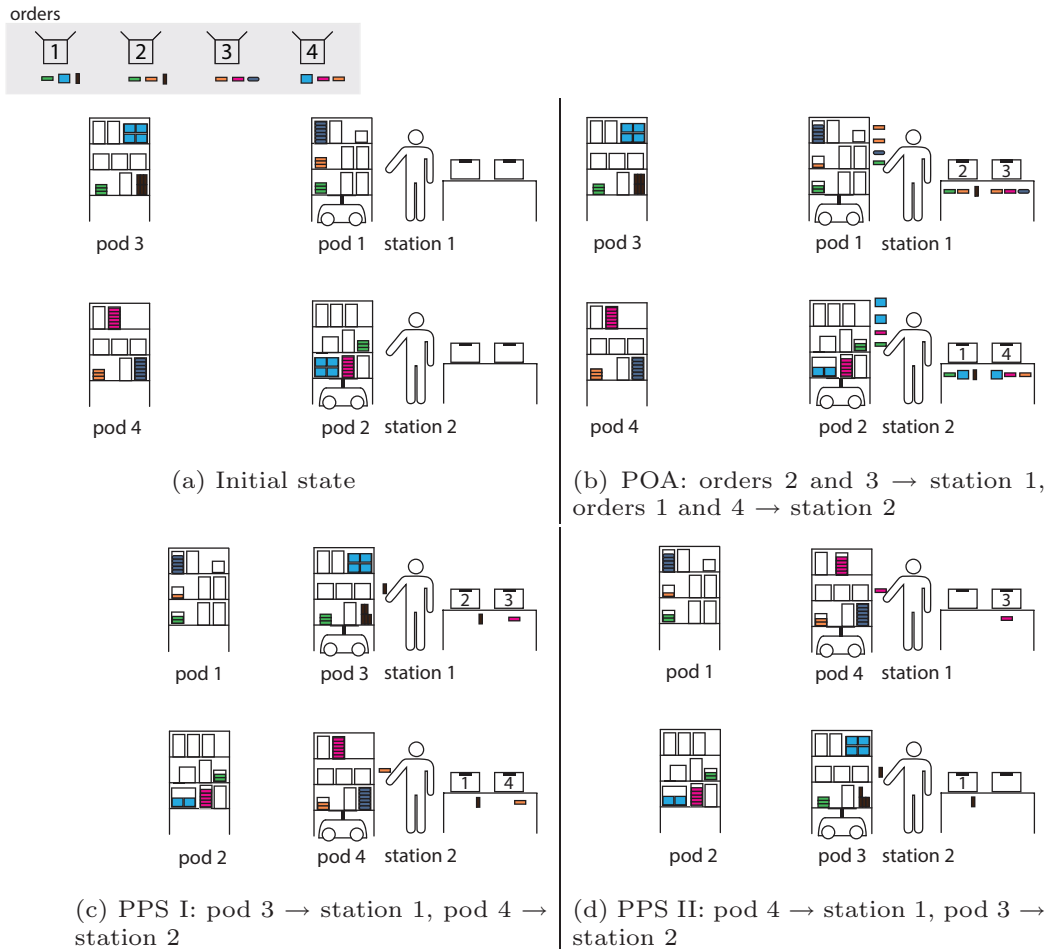 orders
1 2 3 4
pod 3 pod 1 station 1
pod 4 pod 2 station 2
(a) Initial state
2 3
pod 3 pod 1 station 1
1 4
pod 4 pod 2 station 2
(b) POA: orders 2 and 3 → station 1,
orders 1 and 4 → station 2
2 3
pod 1 pod 3 station 1
1 4
pod 2 pod 4 station 2
(c) PPS I: pod 3 → station 1, pod 4 →
station 2
3
pod 1 pod 4 station 1
1
pod 2 pod 3 station 2
(d) PPS II: pod 4 → station 1, pod 3 →
station 2